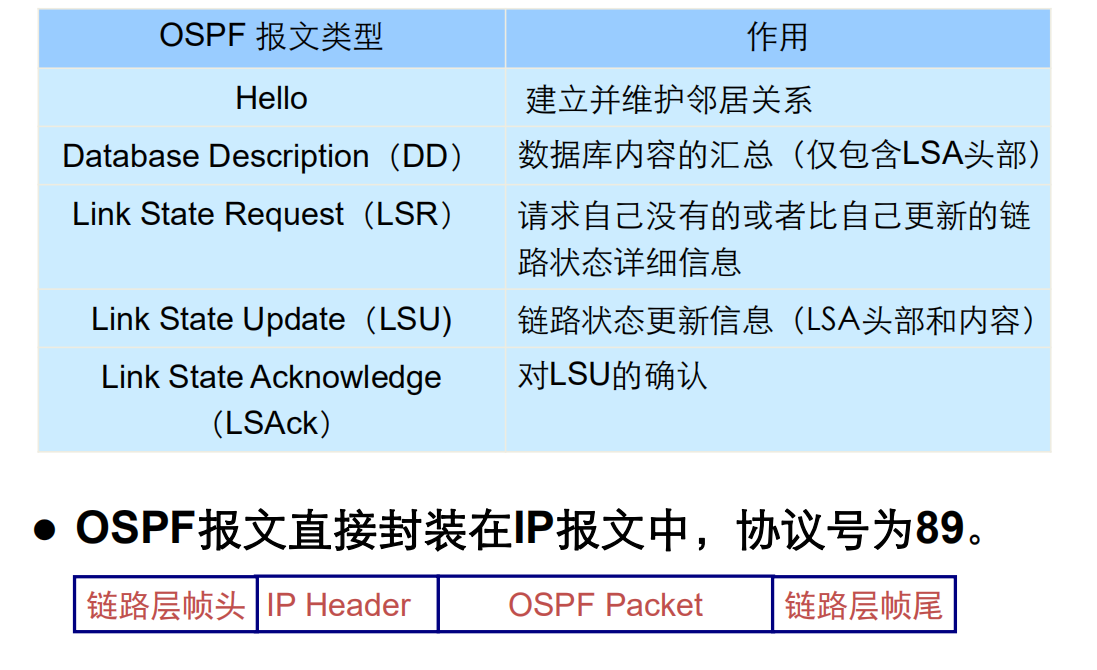 OSPF 报文类型
作用
Hello
建立并维护邻居关系
Database Description（DD）
数据库内容的汇总（仅包含LSA头部）
Link State Request（LSR）
请求自己没有的或者比自己更新的链
路状态详细信息
Link State Update（LSU)
链路状态更新信息（LSA头部和内容）
Link State Acknowledge
（LSAck）
对LSU的确认
● OSPF报文直接封装在IP报文中，协议号为89。
链路层帧头 IP Header OSPF Packet 链路层帧尾